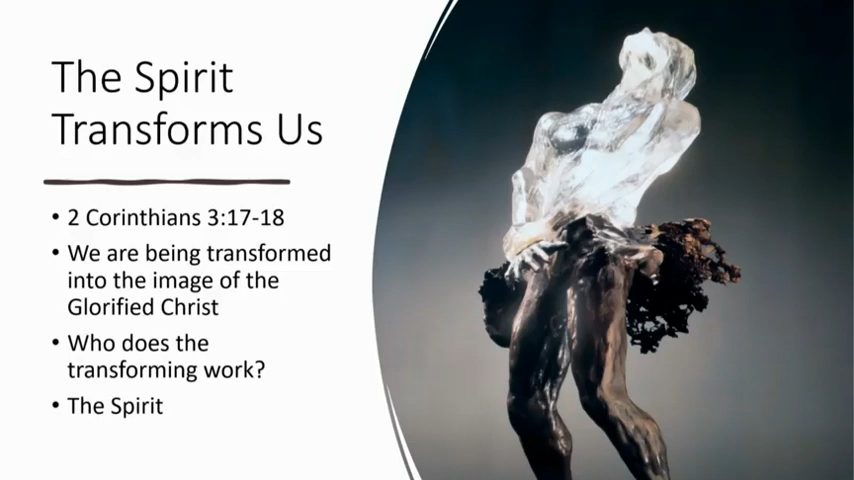 The Spirit
Transforms Us
• 2 Corinthians 3:17-18
• We are being transformed
into the image of the
Glorified Christ
• Who does the
transforming work?
• The Spirit